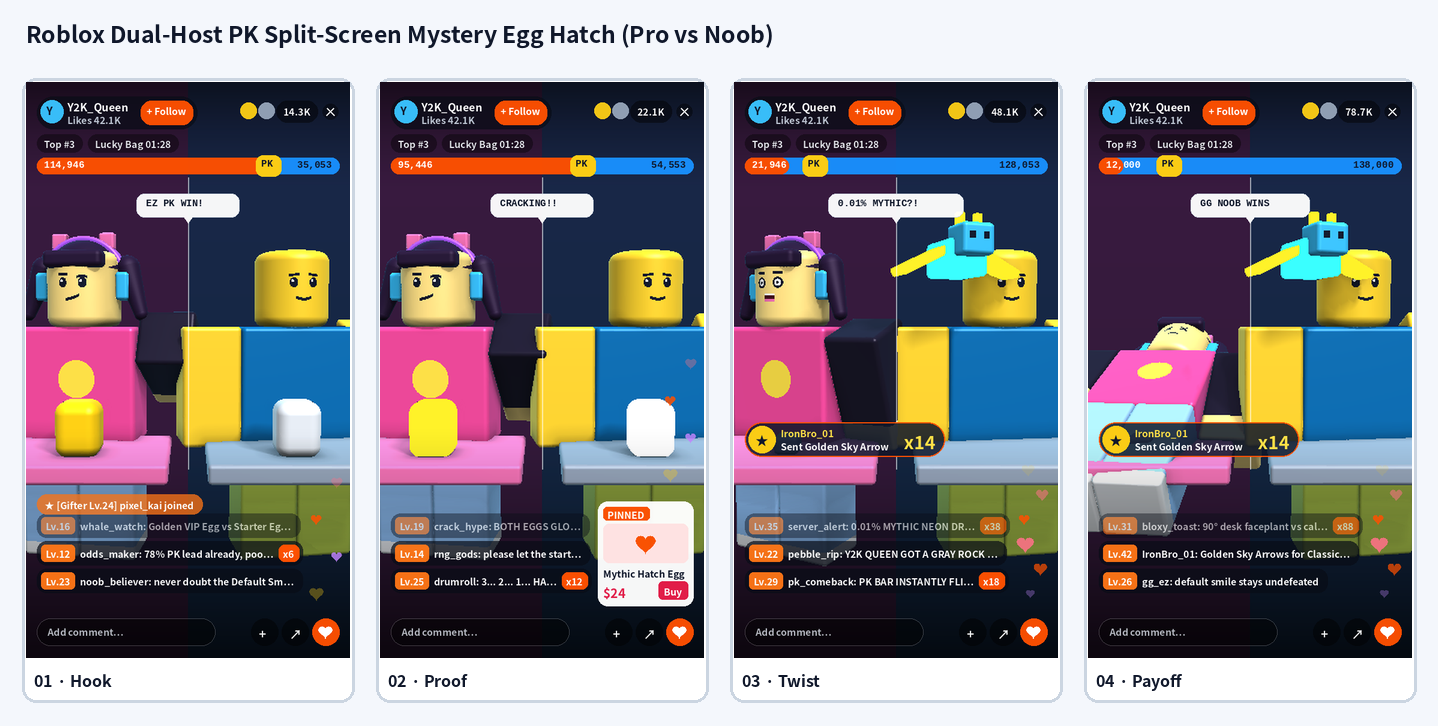 Roblox Dual-Host PK Split-Screen Mystery Egg Hatch (Pro vs Noob)
Y
Y2K_Queen
Likes 42.1K
+ Follow
14.3K
Top #3
Lucky Bag 01:28
114,946
PK
35,053
EZ PK WIN!
★ [Gifter Lv.24] pixel_kai joined
Lv.16 whale_watch: Golden VIP Egg vs Starter Eg…
Lv.12 odds_maker: 78% PK lead already, poo… x6
Lv.23 noob_believer: never doubt the Default Sm…
Add comment…
01 · Hook
Y
Y2K_Queen
Likes 42.1K
+ Follow
22.1K
Top #3
Lucky Bag 01:28
95,446
PK
54,553
CRACKING!!
Lv.19 crack_hype: BOTH EGGS GLO…
Lv.14 rng_gods: please let the start…
Lv.25 drumroll: 3... 2... 1... HA… x12
PINNED
Mythic Hatch Egg
$24
Buy
Add comment…
02 · Proof
Y
Y2K_Queen
Likes 42.1K
+ Follow
48.1K
Top #3
Lucky Bag 01:28
21,946
PK
128,053
0.01% MYTHIC?!
IronBro_01
Sent Golden Sky Arrow
x14
Lv.35 server_alert: 0.01% MYTHIC NEON DR… x38
Lv.22 pebble_rip: Y2K QUEEN GOT A GRAY ROCK …
Lv.29 pk_comeback: PK BAR INSTANTLY FLI… x18
Add comment…
03 · Twist
Y
Y2K_Queen
Likes 42.1K
+ Follow
78.7K
Top #3
Lucky Bag 01:28
12,000
PK
138,000
GG NOOB WINS
IronBro_01
Sent Golden Sky Arrow
x14
Lv.31 bloxy_toast: 90° desk faceplant vs cal… x88
Lv.42 IronBro_01: Golden Sky Arrows for Classic…
Lv.26 gg_ez: default smile stays undefeated
Add comment…
04 · Payoff